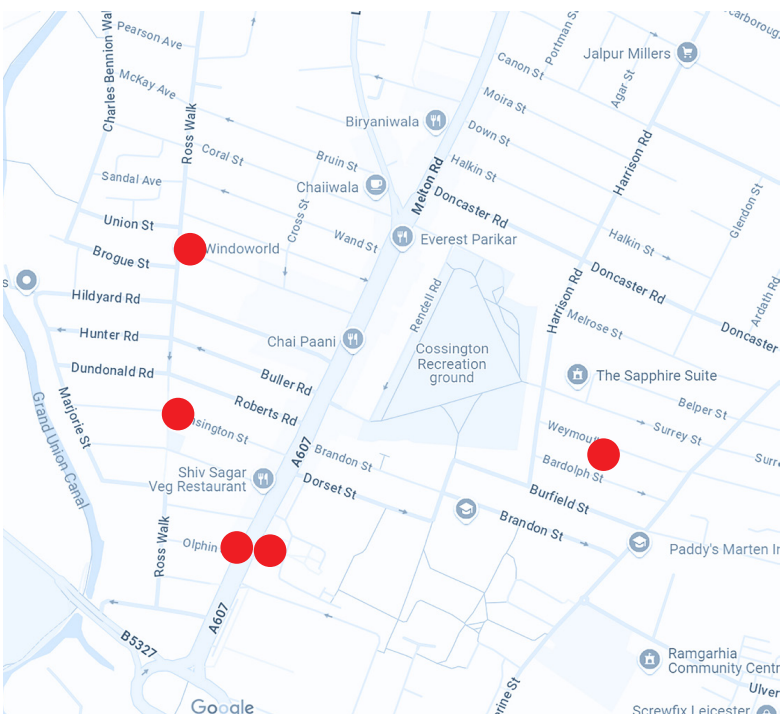 Pearson Ave
Charles Bennion Wal
McKay Ave
Ross Walk
Coral St
Sandal Ave
Union St
Brogue St
Windoworld
Hildyard Rd
Hunter Rd
Dundonald Rd
Marjorie St
Grand Union Canal
Bruin St
Cross St
Wand St
Biryaniwala
Chaiiwala
Everest Parikar
Melton Rd
Chai Paani
Buller Rd
Roberts Rd
Shiv Sagar
Veg Restaurant
A607
Brandon St
Dorset St
Olphin
Ross Walk
A607
B5327
Google
Canon St
Moira St
Down St
Halkin St
Doncaster Rd
Portman St
Agar St
Jalpur Millers
Harrison Rd
Halkin St
Glendon St
Doncaster Rd
Ardath Rd
Doncaster
Harrison Rd
Melrose St
Rendell Rd
Cossington
Recreation
ground
The Sapphire Suite
Belper St
Surrey St
Bardolph St
Burfield St
Brandon St
Paddy's Marten
Ramgarhia
Community Cent
Ulver
Screwfix Leicester